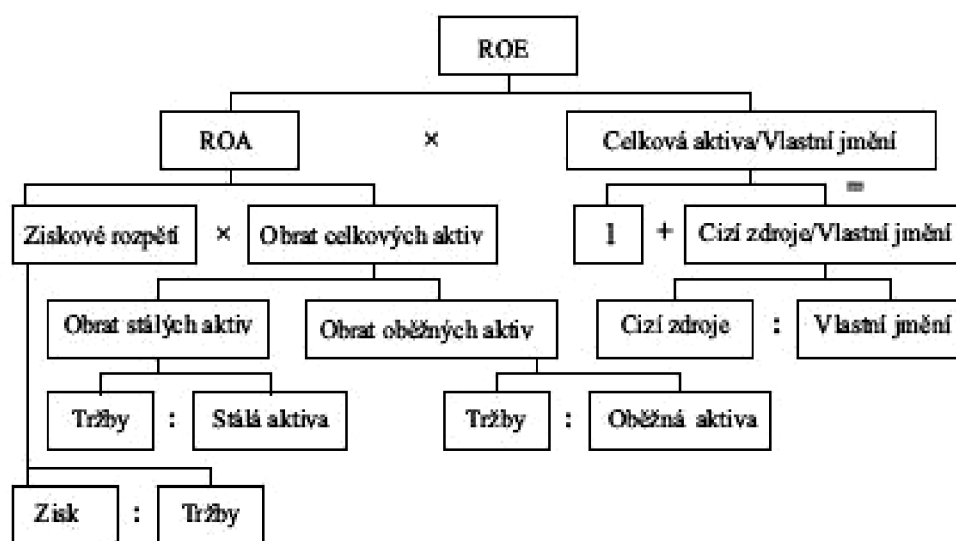 ROE
ROA × Celková aktiva/Vlastní jmění
=
Ziskové rozpětí × Obrat celkových aktiv 1 + Cizí zdroje/Vlastní jmění
Obrat stálých aktiv Obrat oběžných aktiv Cizí zdroje : Vlastní jmění
Tržby : Stálá aktiva Tržby : Oběžná aktiva
Zisk : Tržby